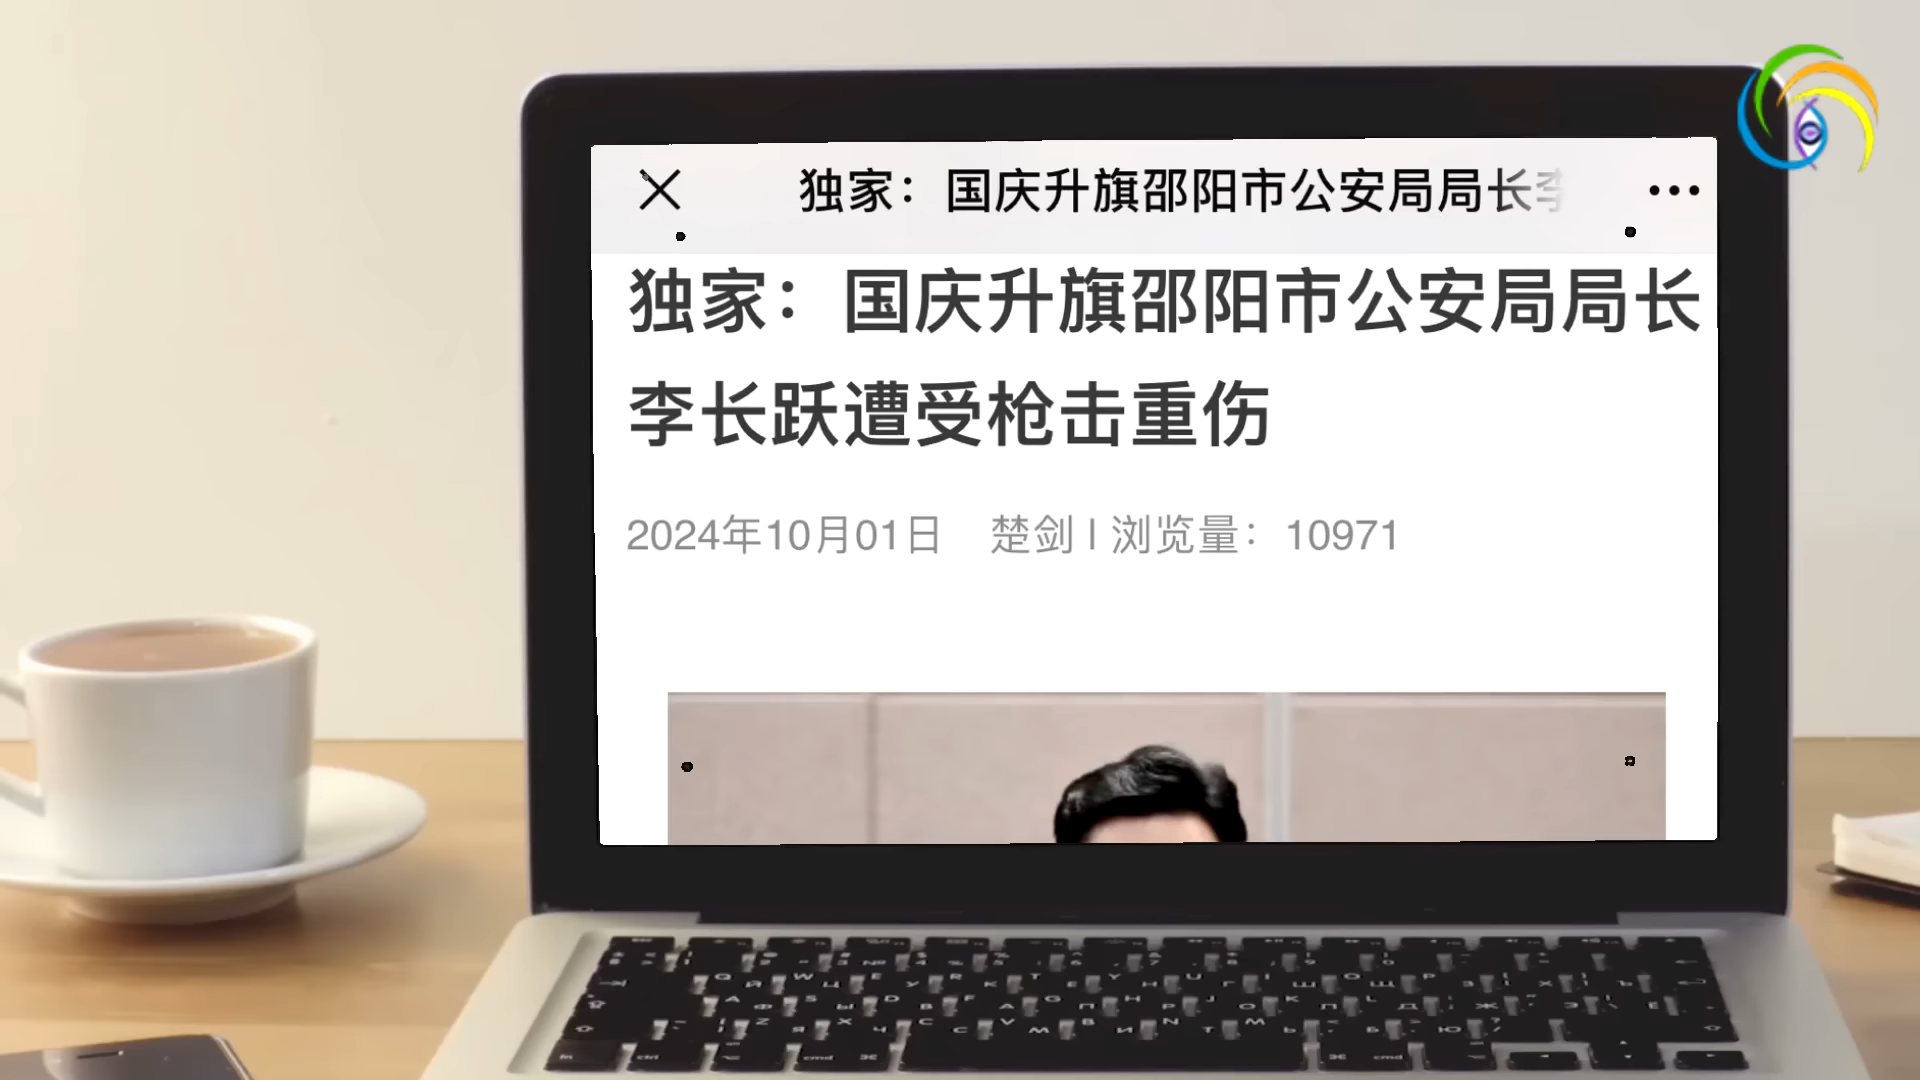 独家：国庆升旗邵阳市公安局局长
独家：国庆升旗邵阳市公安局局长
李长跃遭受枪击重伤
2024年10月01日 楚剑 | 浏览量：10971